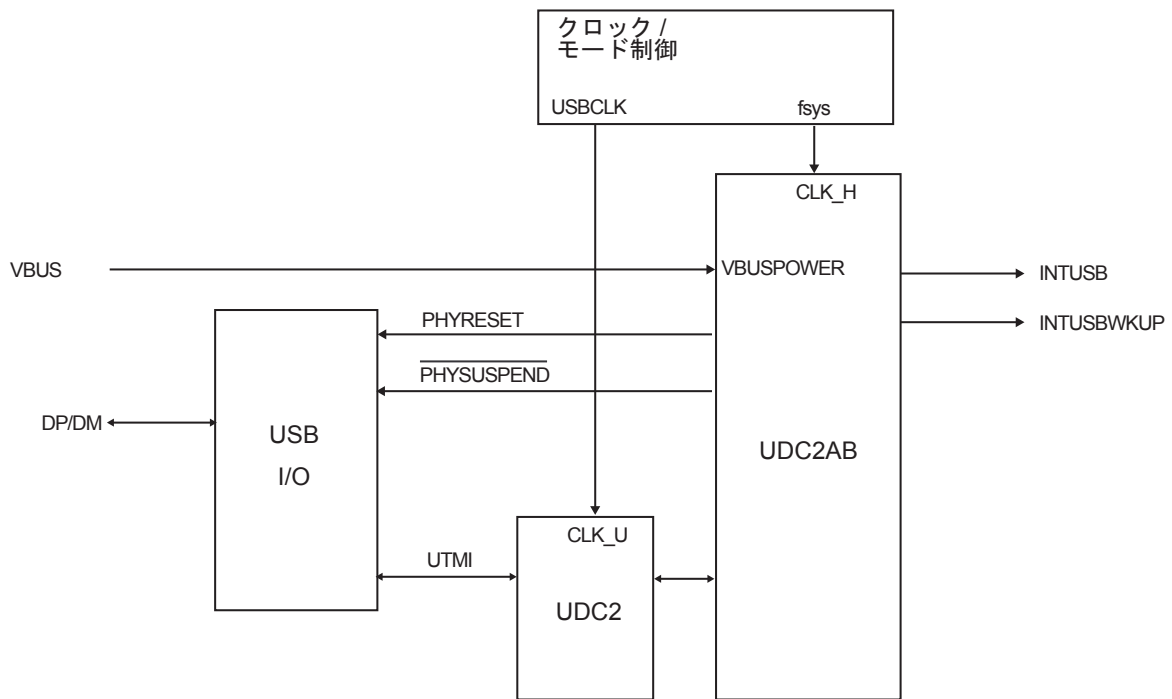 クロック /
モード制御
USBCLK
fsys
CLK_H
VBUS
VBUSPOWER
INTUSB
PHYRESET
INTUSBWKUP
PHYSUSPEND
DP/DM
USB
I/O
UDC2AB
CLK_U
UTMI
UDC2